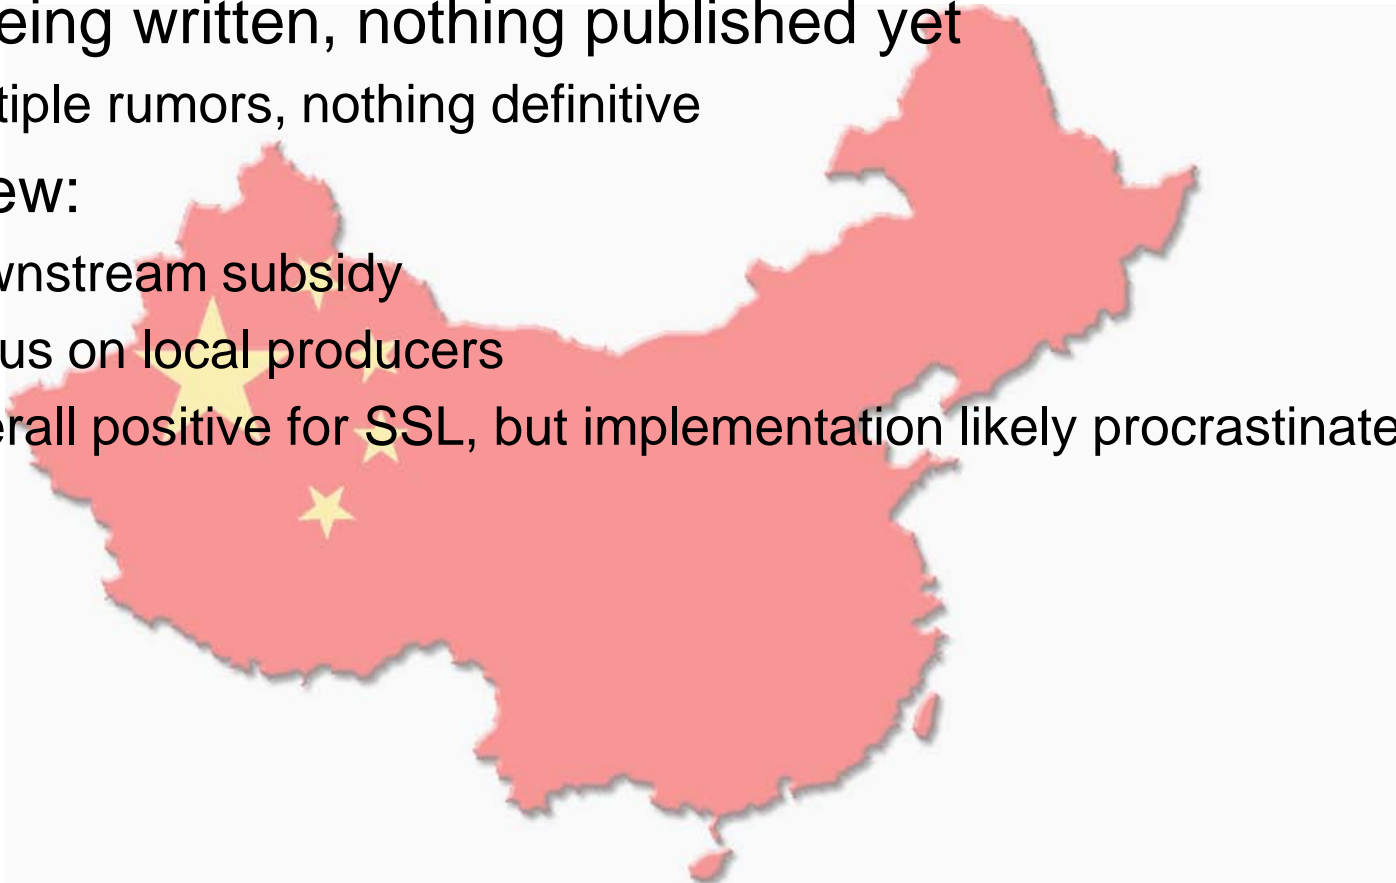 eing written, nothing published yet
tiple rumors, nothing definitive
ew:
wnstream subsidy
us on local producers
erall positive for SSL, but implementation likely procrastinate